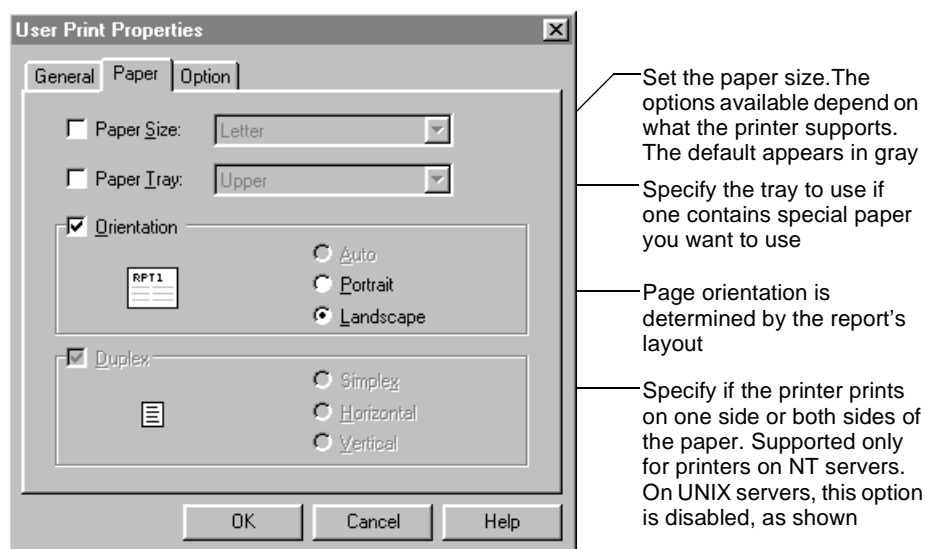 User Print Properties
General Paper Option
Paper Size: Letter
Paper Tray: Upper
Orientation
RPT1
Auto
Portrait
Landscape
Duplex
Simplex
Horizontal
Vertical
OK Cancel Help
Set the paper size.The
options available depend on
what the printer supports.
The default appears in gray
Specify the tray to use if
one contains special paper
you want to use
Page orientation is
determined by the report’s
layout
Specify if the printer prints
on one side or both sides of
the paper. Supported only
for printers on NT servers.
On UNIX servers, this option
is disabled, as shown